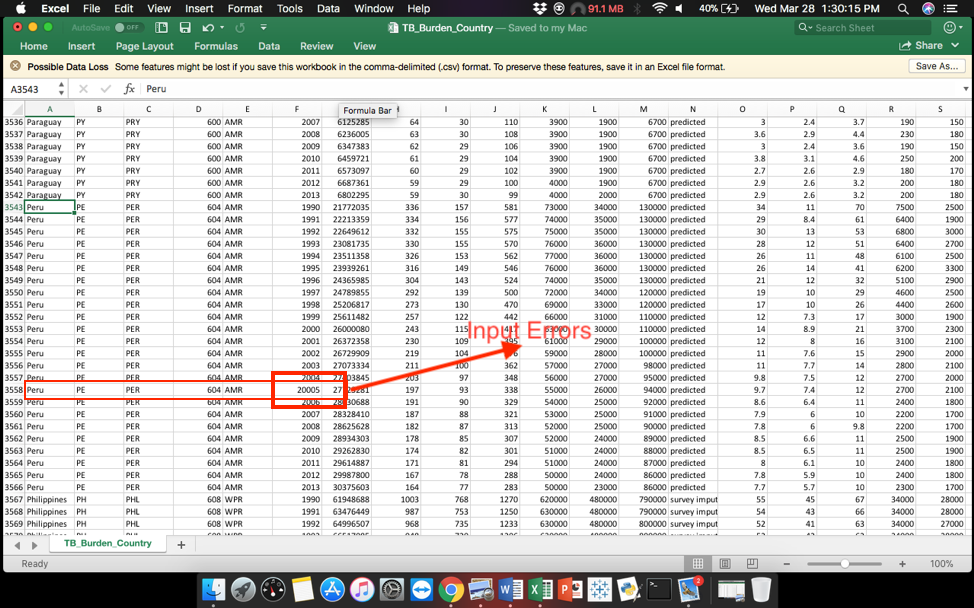 Excel File Edit View Insert Format Tools Data Window Help 91.1 MB 40% Wed Mar 28 1:30:15 PM
AutoSave OFF TB_Burden_Country — Saved to my Mac Search Sheet
Home Insert Page Layout Formulas Data Review View Share
Possible Data Loss Some features might be lost if you save this workbook in the comma-delimited (.csv) format. To preserve these features, save it in an Excel file format. Save As...
A3543 fx Peru
Formula Bar
A B C D E F H I J K L M N O P Q R S
3536 Paraguay PY PRY 600 AMR 2007 6125285 64 30 110 3900 1900 6700 predicted 3 2.4 3.7 190 150
3537 Paraguay PY PRY 600 AMR 2008 6236005 63 30 108 3900 1900 6700 predicted 3.6 2.9 4.4 230 180
3538 Paraguay PY PRY 600 AMR 2009 6347383 62 29 106 3900 1900 6700 predicted 3 2.4 3.6 190 150
3539 Paraguay PY PRY 600 AMR 2010 6459721 61 29 104 3900 1900 6700 predicted 3.8 3.1 4.6 250 200
3540 Paraguay PY PRY 600 AMR 2011 6573097 60 29 102 3900 1900 6700 predicted 2.7 2.6 2.9 180 170
3541 Paraguay PY PRY 600 AMR 2012 6687361 59 29 100 4000 1900 6700 predicted 2.9 2.6 3.2 200 180
3542 Paraguay PY PRY 600 AMR 2013 6802295 59 30 99 4000 2000 6700 predicted 2.9 2.6 3.2 200 180
3543 Peru PE PER 604 AMR 1990 21772035 336 157 581 73000 34000 130000 predicted 34 11 70 7500 2500
3544 Peru PE PER 604 AMR 1991 22213359 334 156 577 74000 35000 130000 predicted 29 8.4 61 6400 1900
3545 Peru PE PER 604 AMR 1992 22649612 332 155 575 75000 35000 130000 predicted 30 13 53 6800 3000
3546 Peru PE PER 604 AMR 1993 23081735 330 155 570 76000 36000 130000 predicted 28 12 51 6400 2700
3547 Peru PE PER 604 AMR 1994 23511358 326 153 562 77000 36000 130000 predicted 26 11 48 6100 2500
3548 Peru PE PER 604 AMR 1995 23939261 316 149 546 76000 36000 130000 predicted 26 14 41 6200 3300
3549 Peru PE PER 604 AMR 1996 24365985 304 143 524 74000 35000 130000 predicted 21 12 32 5100 2900
3550 Peru PE PER 604 AMR 1997 24789855 292 139 500 72000 34000 120000 predicted 19 10 29 4600 2500
3551 Peru PE PER 604 AMR 1998 25206817 273 130 470 69000 33000 120000 predicted 17 10 26 4400 2600
3552 Peru PE PER 604 AMR 1999 25611482 257 122 442 66000 31000 110000 predicted 12 7.3 17 3000 1900
3553 Peru PE PER 604 AMR 2000 26000080 243 115 63000 30000 110000 predicted 14 8.9 21 3700 2300
Input Errors
3554 Peru PE PER 604 AMR 2001 26372358 230 109 395 61000 29000 100000 predicted 12 8 16 3100 2100
3555 Peru PE PER 604 AMR 2002 26729909 219 104 59000 28000 100000 predicted 11 7.6 15 2900 2000
3556 Peru PE PER 604 AMR 2003 27073334 211 100 362 57000 27000 98000 predicted 11 7.7 14 2800 2100
3557 Peru PE PER 604 AMR 2004 203 97 348 56000 27000 95000 predicted 9.8 7.5 12 2700 2000
3558 Peru PE PER 604 AMR 20005 197 93 338 55000 26000 94000 predicted 9.7 7.4 12 2700 2100
3559 Peru PE PER 604 AMR 2006 191 90 329 54000 25000 92000 predicted 8.6 6.4 11 2400 1800
3560 Peru PE PER 604 AMR 2007 28328410 187 88 321 53000 25000 91000 predicted 7.9 6 10 2200 1700
3561 Peru PE PER 604 AMR 2008 28625628 182 87 313 52000 25000 90000 predicted 7.8 6 9.8 2200 1700
3562 Peru PE PER 604 AMR 2009 28934303 178 85 307 52000 24000 89000 predicted 8.5 6.6 11 2500 1900
3563 Peru PE PER 604 AMR 2010 29262830 174 82 301 51000 24000 88000 predicted 8.5 6.5 11 2500 1900
3564 Peru PE PER 604 AMR 2011 29614887 171 81 294 51000 24000 87000 predicted 8 6.1 10 2400 1800
3565 Peru PE PER 604 AMR 2012 29987800 167 78 288 50000 24000 86000 predicted 7.8 5.9 10 2400 1800
3566 Peru PE PER 604 AMR 2013 30375603 164 77 283 50000 23000 86000 predicted 7.7 5.7 10 2300 1700
3567 Philippines PH PHL 608 WPR 1990 61948688 1003 768 1270 620000 480000 790000 survey imput 55 45 67 34000 28000
3568 Philippines PH PHL 608 WPR 1991 63476449 987 753 1250 630000 480000 790000 survey imput 54 43 66 34000 28000
3569 Philippines PH PHL 608 WPR 1992 64996507 968 735 1233 630000 480000 800000 survey imput 52 41 63 34000 27000
TB_Burden_Country +
Ready 100%